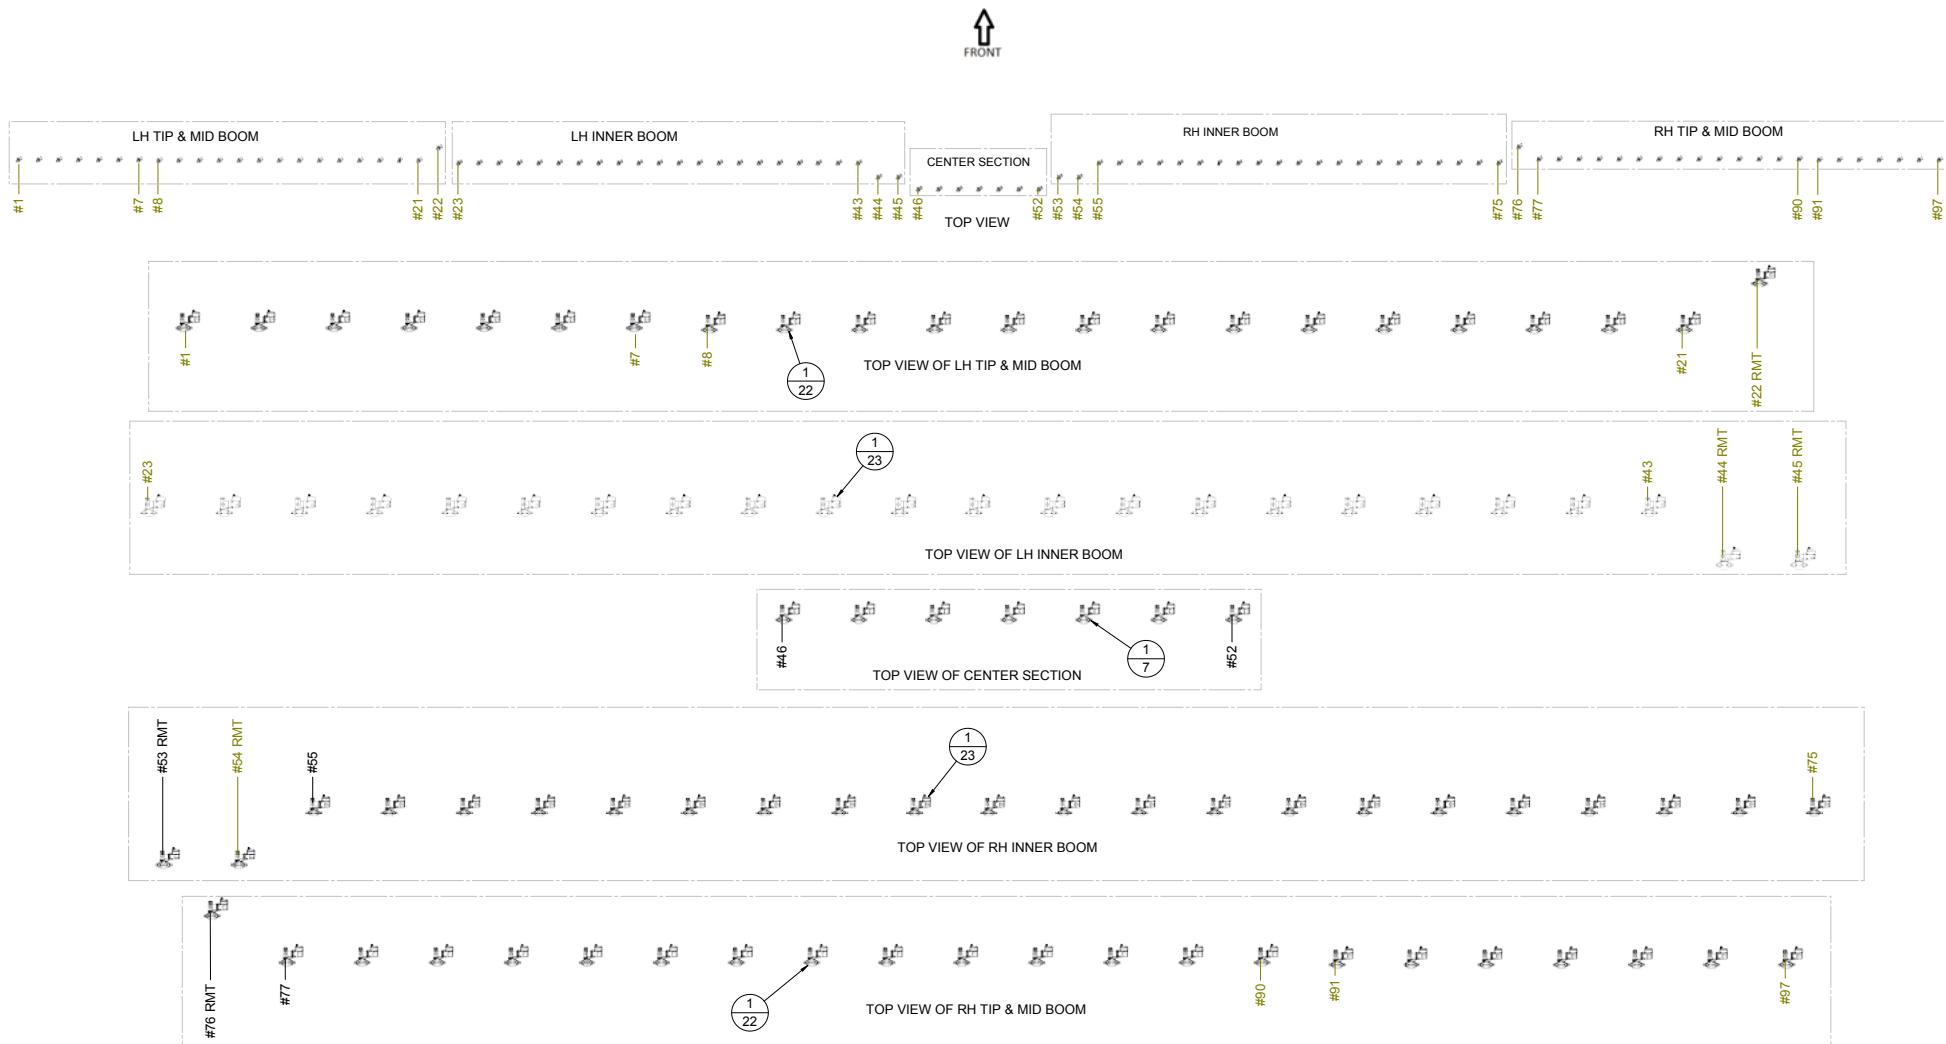 FRONT
LH TIP & MID BOOM
LH INNER BOOM
CENTER SECTION
RH INNER BOOM
RH TIP & MID BOOM
#1
#7
#8
#21
#22
#23
#43
#44
#45
#46
#52
#53
#54
#55
#75
#76
#77
#90
#91
#97
TOP VIEW
#1
#7
#8
1
22
#21
#22 RMT
TOP VIEW OF LH TIP & MID BOOM
#23
1
23
#43
#44 RMT
#45 RMT
TOP VIEW OF LH INNER BOOM
#46
1
7
#52
TOP VIEW OF CENTER SECTION
#53 RMT
#54 RMT
#55
1
23
#75
TOP VIEW OF RH INNER BOOM
#76 RMT
#77
1
22
#90
#91
#97
TOP VIEW OF RH TIP & MID BOOM